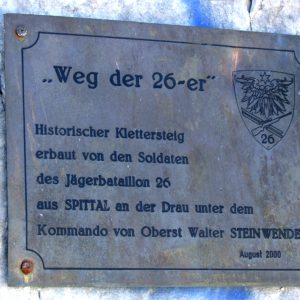 „Weg der 26-er"
26
Historischer Klettersteig
erbaut von den Soldaten
des Jägerbataillon 26
aus SPITTAL an der Drau unter dem
Kommando von Oberst Walter STEINWENDE
August 2000